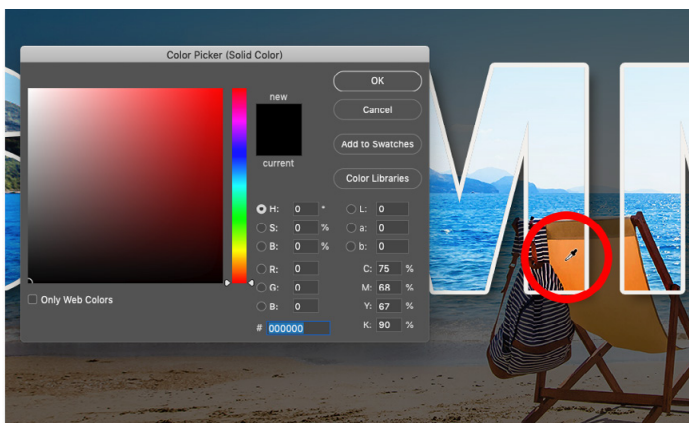 Color Picker (Solid Color)
OK
new
Cancel
Add to Swatches
current
Color Libraries
H: 0 °
L: 0
S: 0 %
a: 0
B: 0 %
b: 0
R: 0
C: 75 %
G: 0
M: 68 %
B: 0
Y: 67 %
# 000000
K: 90 %
Only Web Colors
M